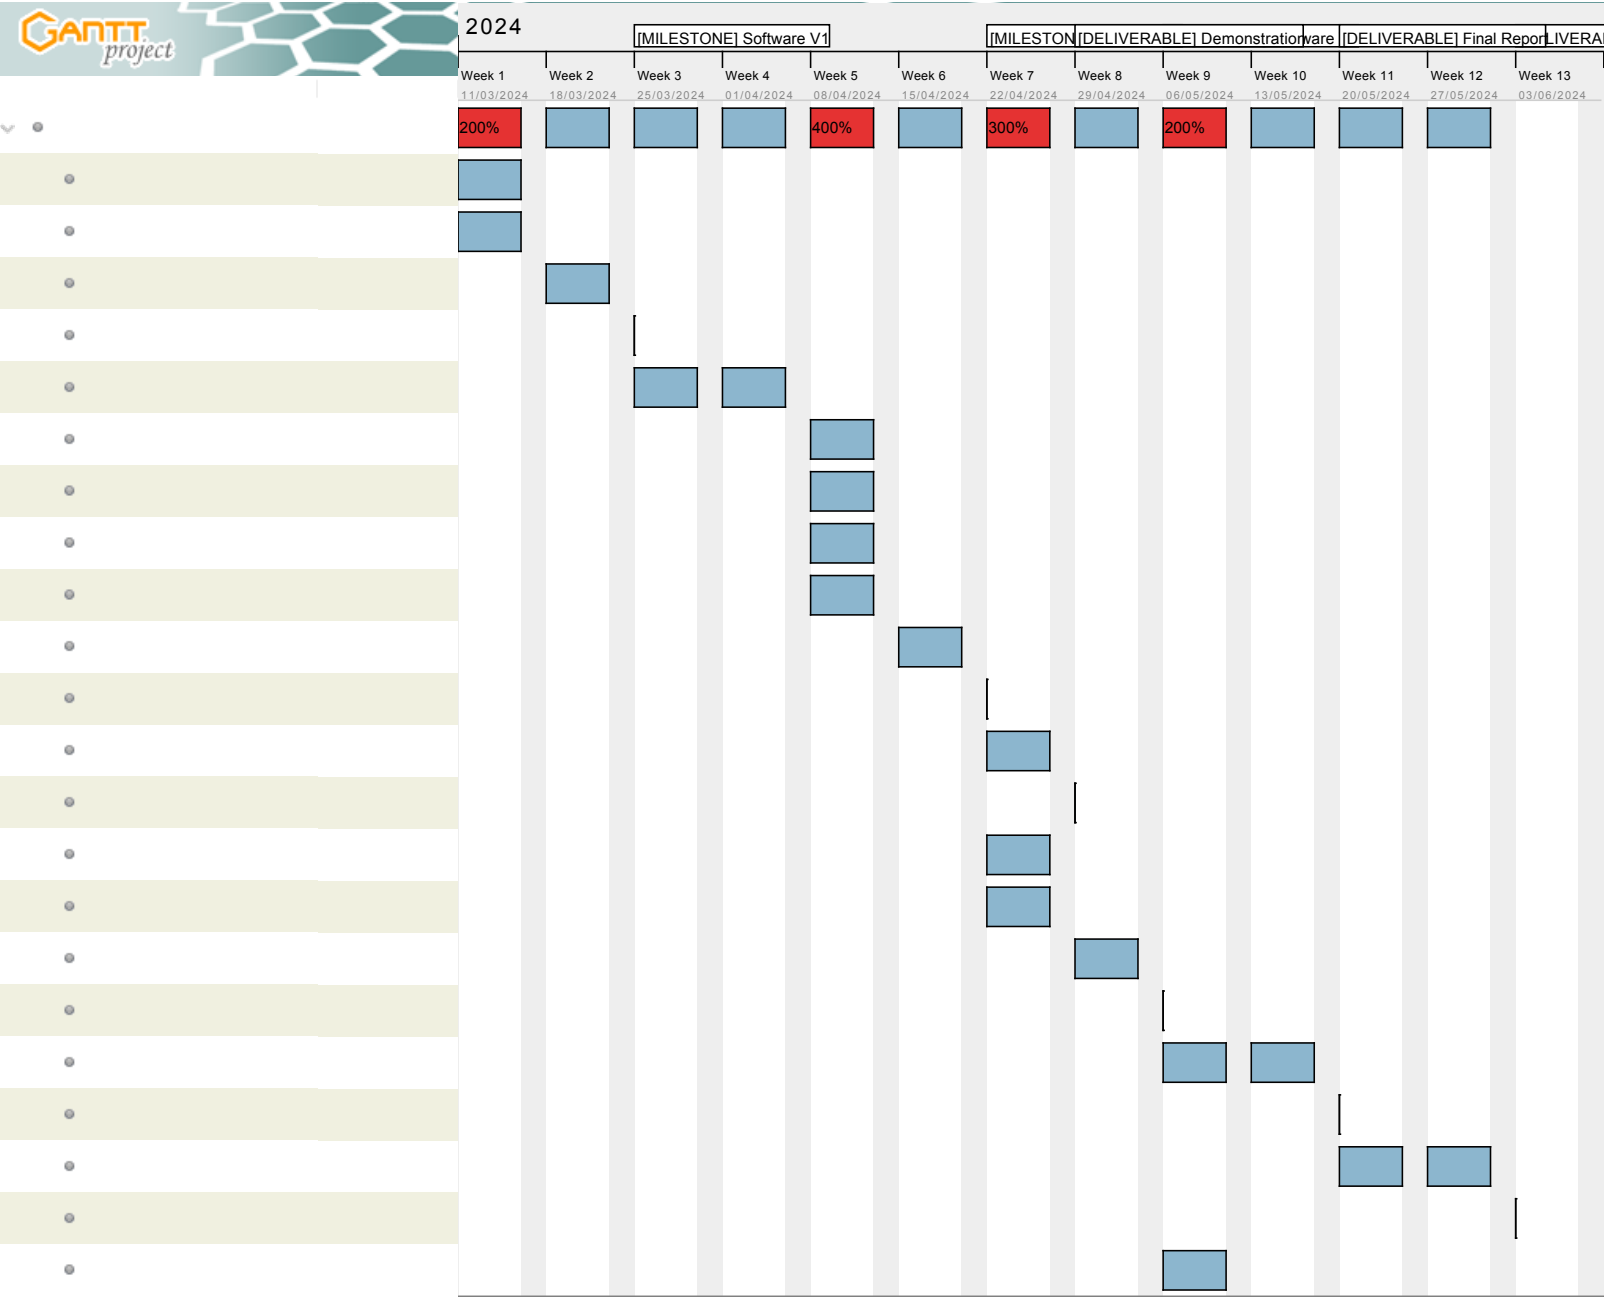 GANTT
project
2024
[MILESTONE] Software V1
[MILESTON
[DELIVERABLE] Demonstration
ware
[DELIVERABLE] Final Report
LIVERA
Week 1 Week 2 Week 3 Week 4 Week 5 Week 6 Week 7 Week 8 Week 9 Week 10 Week 11 Week 12 Week 13
11/03/2024 18/03/2024 25/03/2024 01/04/2024 08/04/2024 15/04/2024 22/04/2024 29/04/2024 06/05/2024 13/05/2024 20/05/2024 27/05/2024 03/06/2024
200% 400% 300% 200%